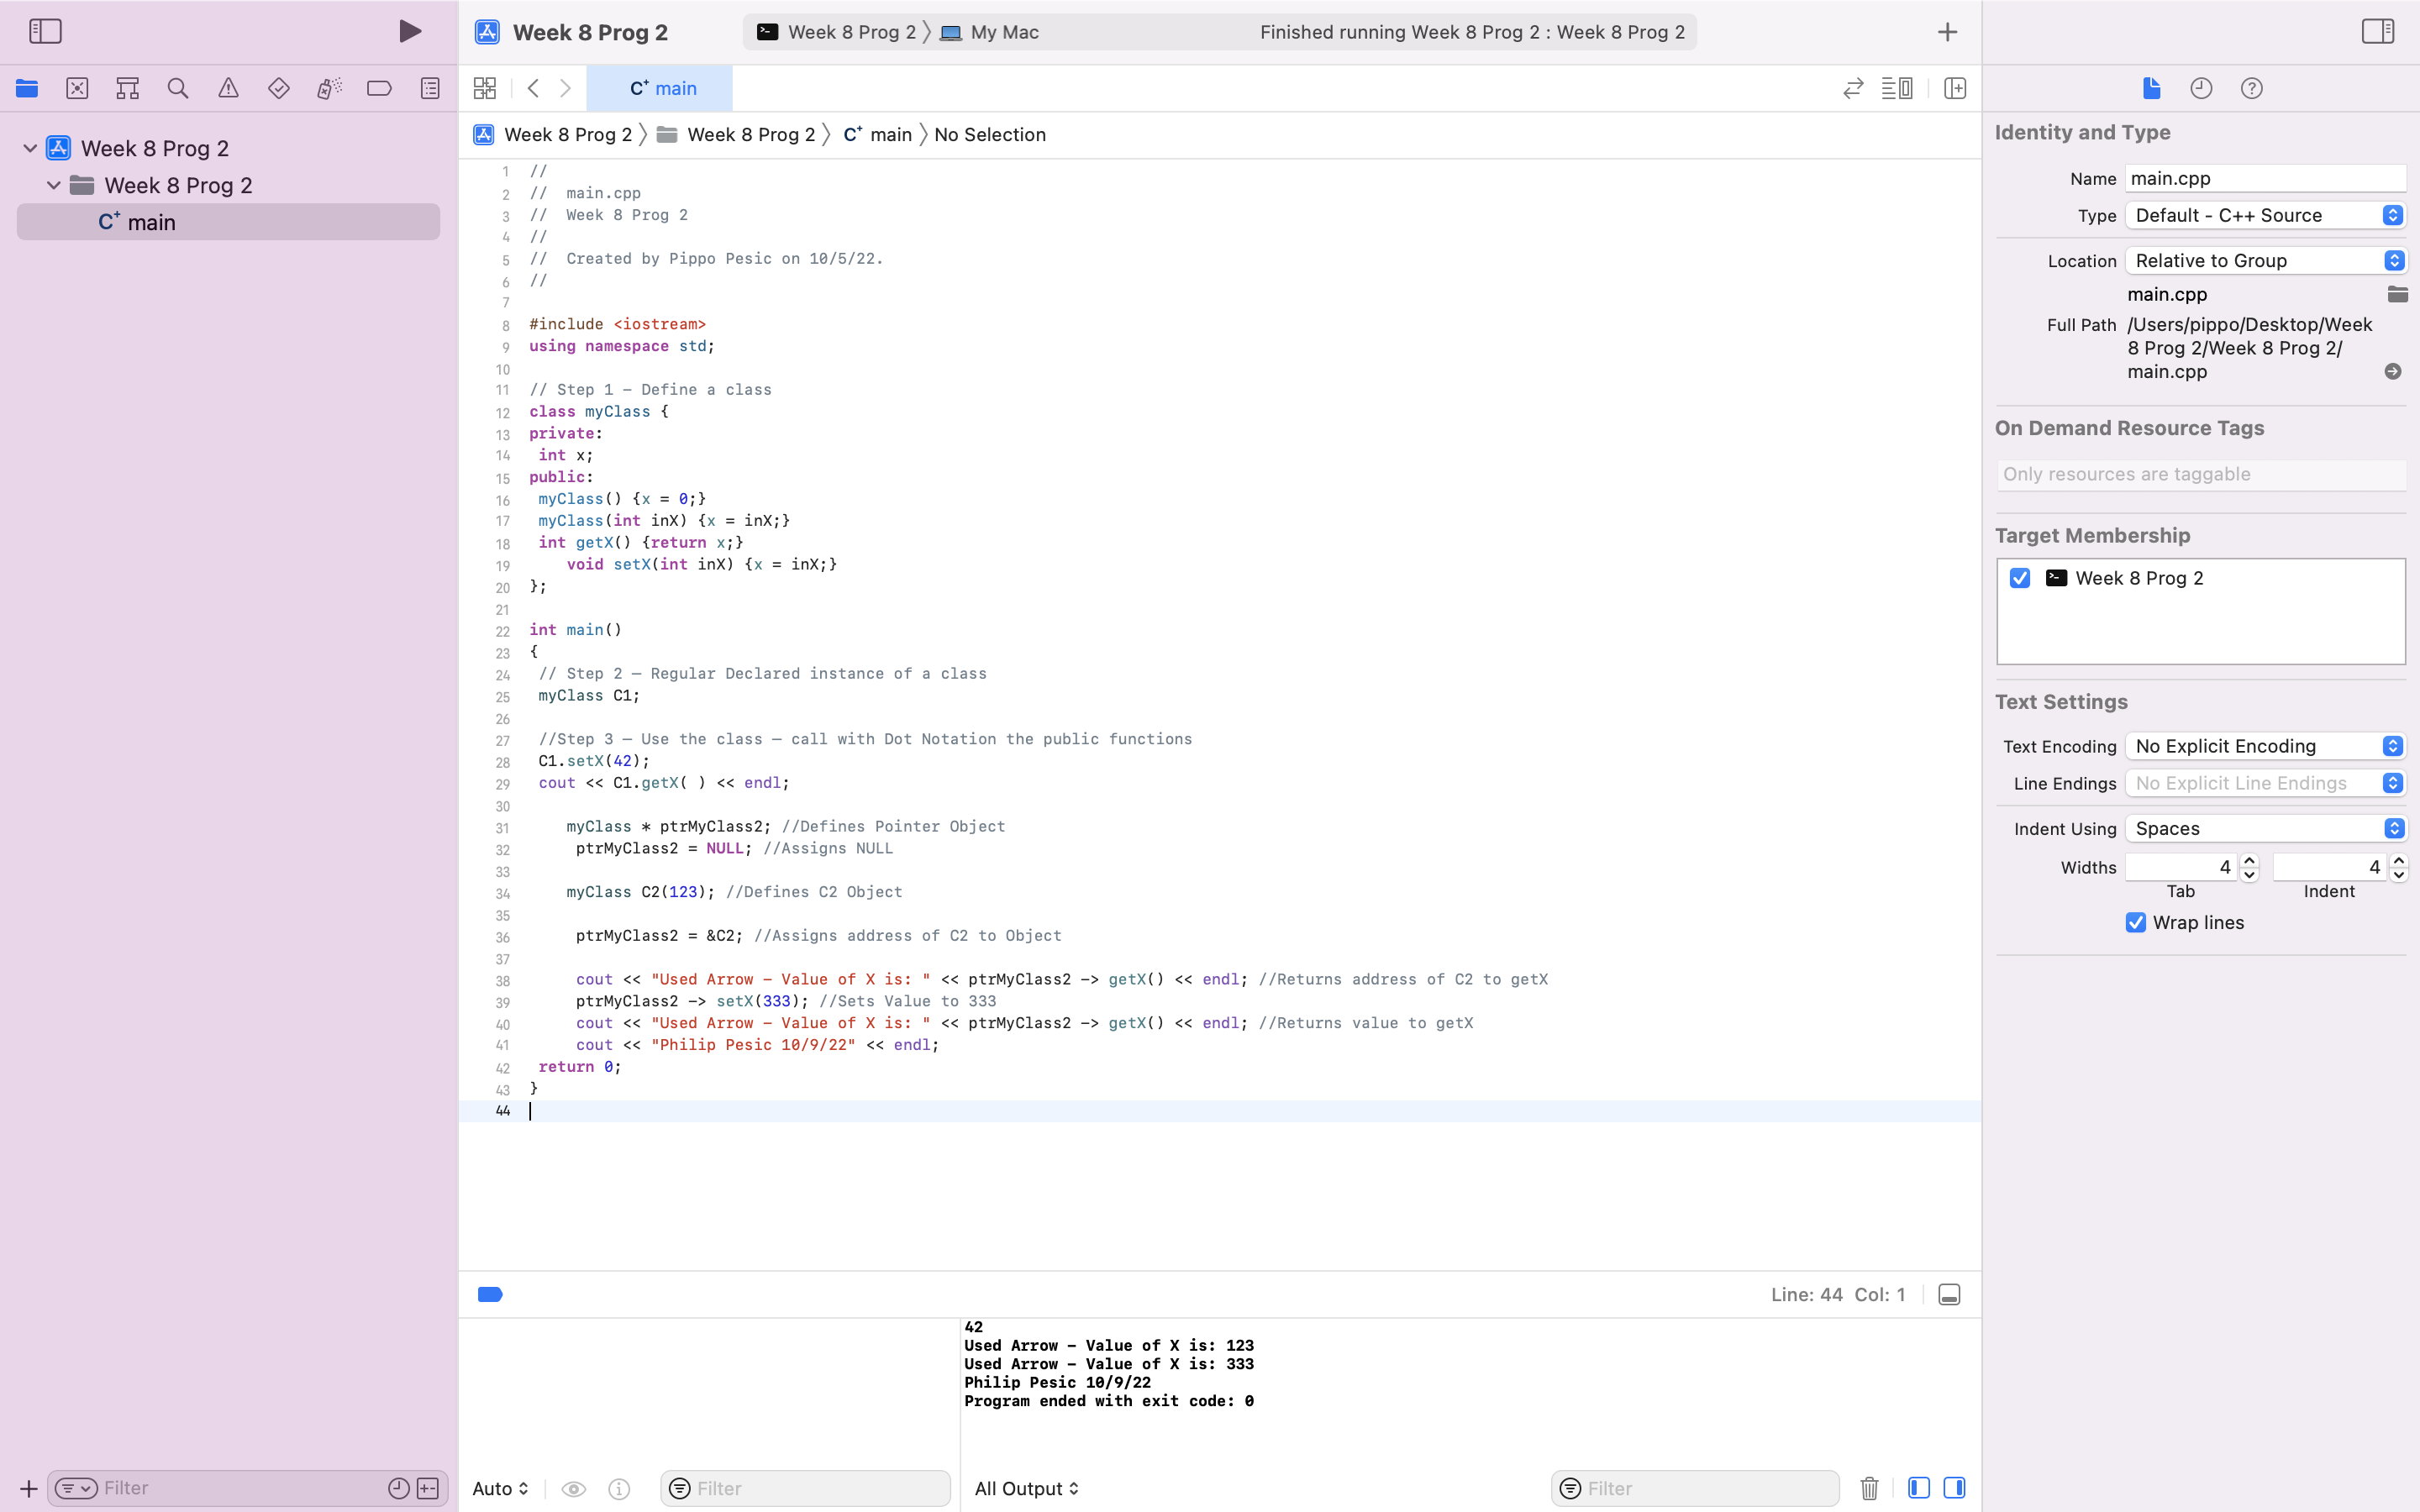 Week 8 Prog 2
Week 8 Prog 2 〉 My Mac
Finished running Week 8 Prog 2 : Week 8 Prog 2
main
Week 8 Prog 2 〉 Week 8 Prog 2 〉 main 〉 No Selection
Week 8 Prog 2
Week 8 Prog 2
main
1 //
2 //  main.cpp
3 //  Week 8 Prog 2
4 //
5 //  Created by Pippo Pesic on 10/5/22.
6 //
7
8 #include <iostream>
9 using namespace std;
10
11 // Step 1 – Define a class
12 class myClass {
13 private:
14  int x;
15 public:
16  myClass() {x = 0;}
17  myClass(int inX) {x = inX;}
18  int getX() {return x;}
19     void setX(int inX) {x = inX;}
20 };
21
22 int main()
23 {
24  // Step 2 – Regular Declared instance of a class
25  myClass C1;
26
27  //Step 3 – Use the class – call with Dot Notation the public functions
28  C1.setX(42);
29  cout << C1.getX( ) << endl;
30
31     myClass * ptrMyClass2; //Defines Pointer Object
32      ptrMyClass2 = NULL; //Assigns NULL
33
34     myClass C2(123); //Defines C2 Object
35
36      ptrMyClass2 = &C2; //Assigns address of C2 to Object
37
38      cout << "Used Arrow - Value of X is: " << ptrMyClass2 -> getX() << endl; //Returns address of C2 to getX
39      ptrMyClass2 -> setX(333); //Sets Value to 333
40      cout << "Used Arrow - Value of X is: " << ptrMyClass2 -> getX() << endl; //Returns value to getX
41      cout << "Philip Pesic 10/9/22" << endl;
42  return 0;
43 }
44
Line: 44 Col: 1
42
Used Arrow - Value of X is: 123
Used Arrow - Value of X is: 333
Philip Pesic 10/9/22
Program ended with exit code: 0
Filter
Auto
Filter
All Output
Filter
Identity and Type
Name main.cpp
Type Default - C++ Source
Location Relative to Group
main.cpp
Full Path /Users/pippo/Desktop/Week
8 Prog 2/Week 8 Prog 2/
main.cpp
On Demand Resource Tags
Only resources are taggable
Target Membership
Week 8 Prog 2
Text Settings
Text Encoding No Explicit Encoding
Line Endings No Explicit Line Endings
Indent Using Spaces
Widths 4 4
Tab Indent
Wrap lines